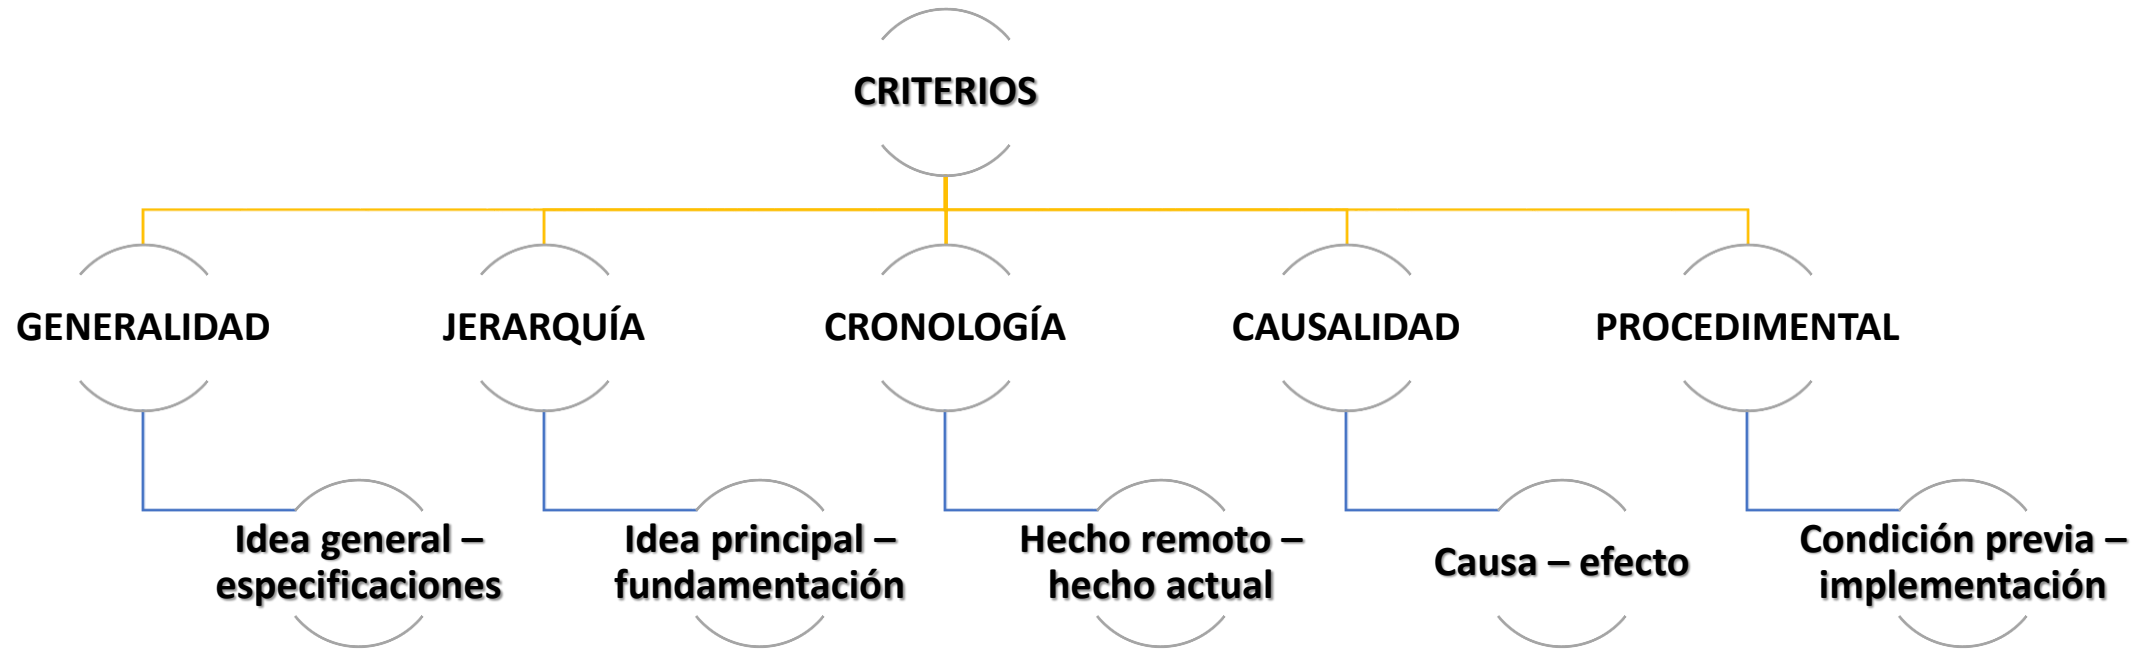 CRITERIOS
GENERALIDAD
JERARQUÍA
CRONOLOGÍA
CAUSALIDAD
PROCEDIMENTAL
Idea general –
especificaciones
Idea principal –
fundamentación
Hecho remoto –
hecho actual
Causa – efecto
Condición previa –
implementación